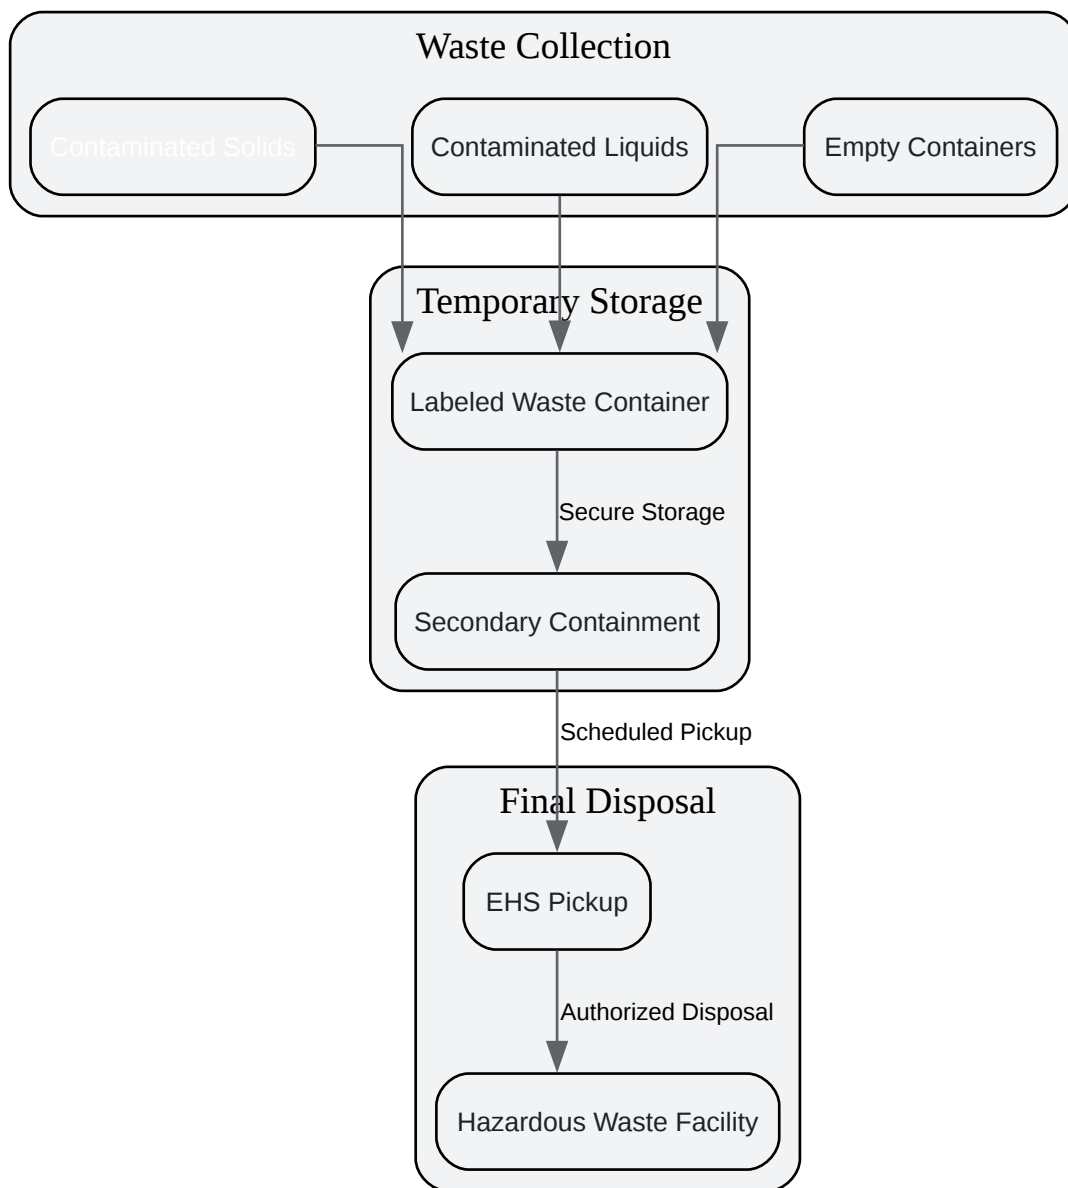 Waste Collection
Contaminated Solids
Contaminated Liquids
Empty Containers
Temporary Storage
Labeled Waste Container
Secure Storage
Secondary Containment
Scheduled Pickup
Final Disposal
EHS Pickup
Authorized Disposal
Hazardous Waste Facility